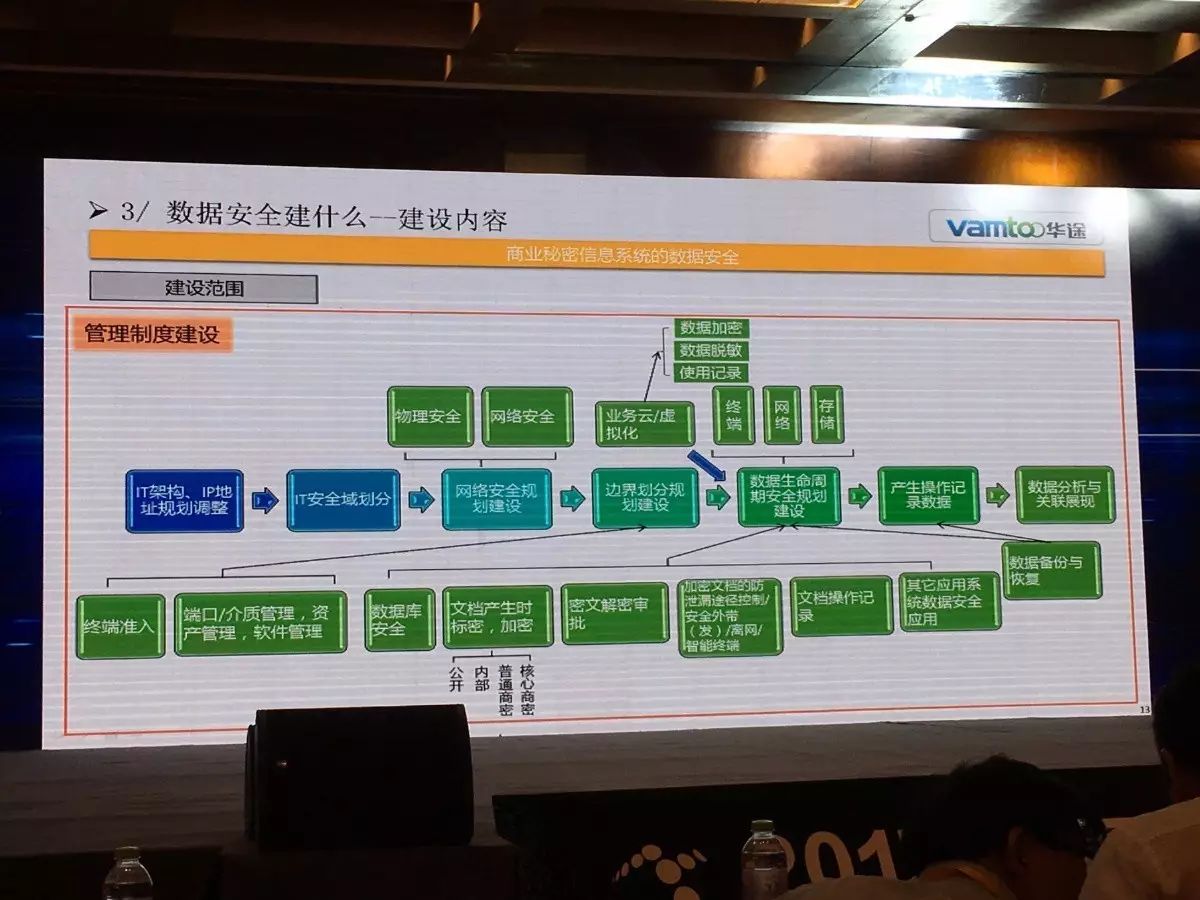 3/ 数据安全建什么--建设内容
vamtoo华途
商业秘密信息系统的数据安全
建设范围
管理制度建设
数据加密
数据脱敏
使用记录
物理安全
网络安全
业务云/虚
拟化
终端
网络
存储
IT架构、IP地
址规划调整
IT安全域划分
网络安全规
划建设
边界划分规
划建设
数据生命周
期安全规划
建设
产生操作记
录数据
数据分析与
关联展现
数据备份与
恢复
终端准入
端口/介质管理，资
产管理，软件管理
数据库
安全
文档产生时
标密，加密
密文解密审
批
加密文档的防
泄漏途径控制/
安全外带
（发）/离网/
智能终端
文档操作记
录
其它应用系
统数据安全
应用
公开
内部
普通商密
核心商密
13
201